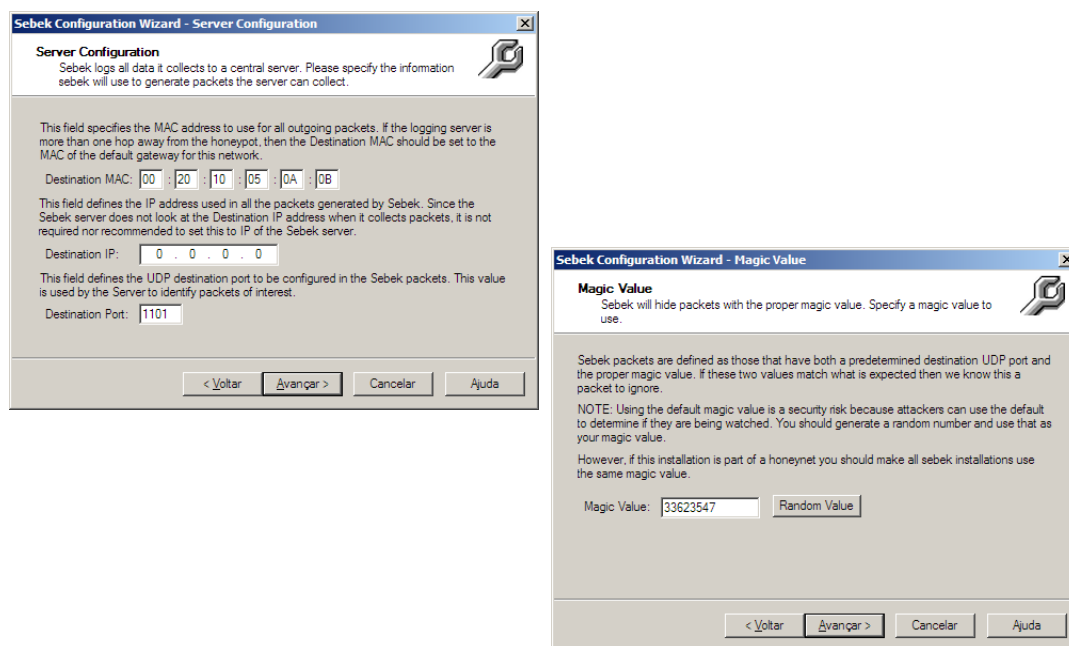 Sebek Configuration Wizard - Server Configuration
Server Configuration
Sebek logs all data it collects to a central server. Please specify the information
sebek will use to generate packets the server can collect.
This field specifies the MAC address to use for all outgoing packets. If the logging server is
more than one hop away from the honeypot, then the Destination MAC should be set to the
MAC of the default gateway for this network.
Destination MAC: 00 : 20 : 10 : 05 : 0A : 0B
This field defines the IP address used in all the packets generated by Sebek. Since the
Sebek server does not look at the Destination IP address when it collects packets, it is not
required nor recommended to set this to IP of the Sebek server.
Destination IP: 0 . 0 . 0 . 0
This field defines the UDP destination port to be configured in the Sebek packets. This value
is used by the Server to identify packets of interest.
Destination Port: 1101
< Voltar Avançar > Cancelar Ajuda
Sebek Configuration Wizard - Magic Value
Magic Value
Sebek will hide packets with the proper magic value. Specify a magic value to
use.
Sebek packets are defined as those that have both a predetermined destination UDP port and
the proper magic value. If these two values match what is expected then we know this a
packet to ignore.
NOTE: Using the default magic value is a security risk because attackers can use the default
to determine if they are being watched. You should generate a random number and use that as
your magic value.
However, if this installation is part of a honeynet you should make all sebek installations use
the same magic value.
Magic Value: 33623547 Random Value
< Voltar Avançar > Cancelar Ajuda